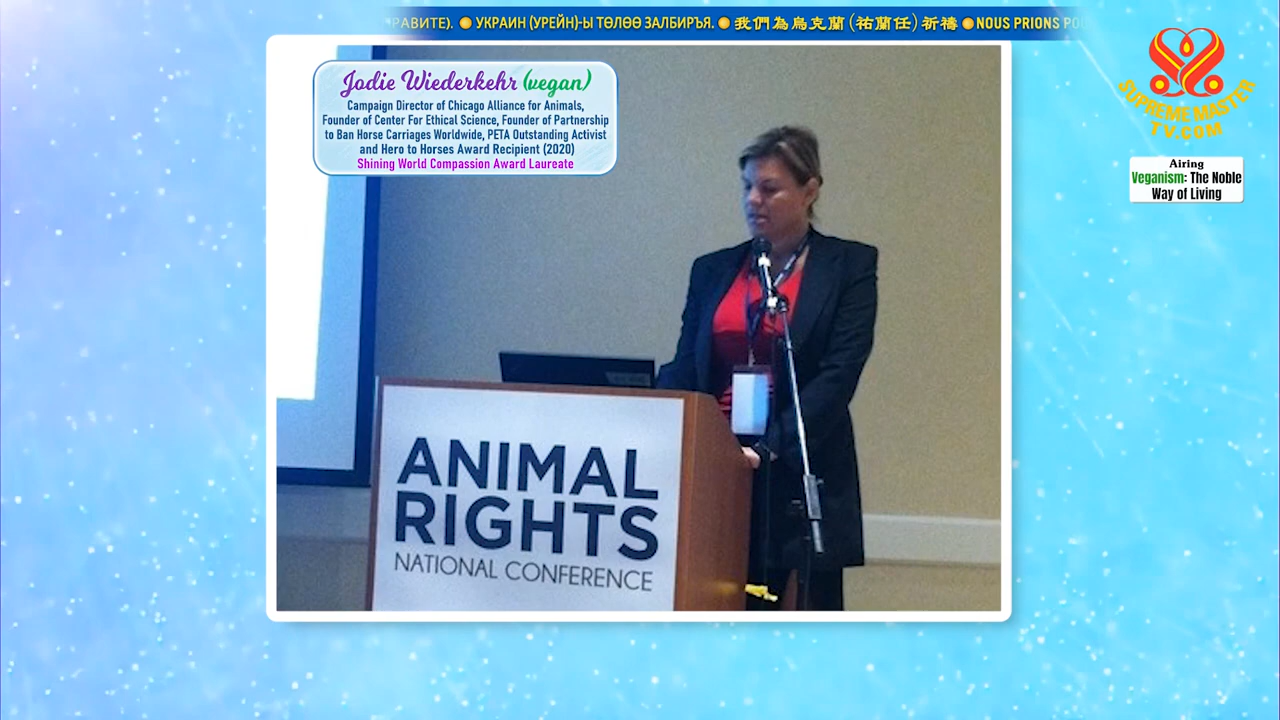 РАВИТЕ). УКРАИН (УРЕЙН)-Ы ТӨЛӨӨ ЗАЛБИРЪЯ. 我們為烏克蘭(祐蘭任)祈禱 NOUS PRIONS
Jodie Wiederkehr (vegan)
Campaign Director of Chicago Alliance for Animals,
Founder of Center For Ethical Science, Founder of Partnership
to Ban Horse Carriages Worldwide, PETA Outstanding Activist
and Hero to Horses Award Recipient (2020)
Shining World Compassion Award Laureate
SUPREME MASTER
TV.COM
Airing
Veganism: The Noble
Way of Living
ANIMAL
RIGHTS
NATIONAL CONFERENCE